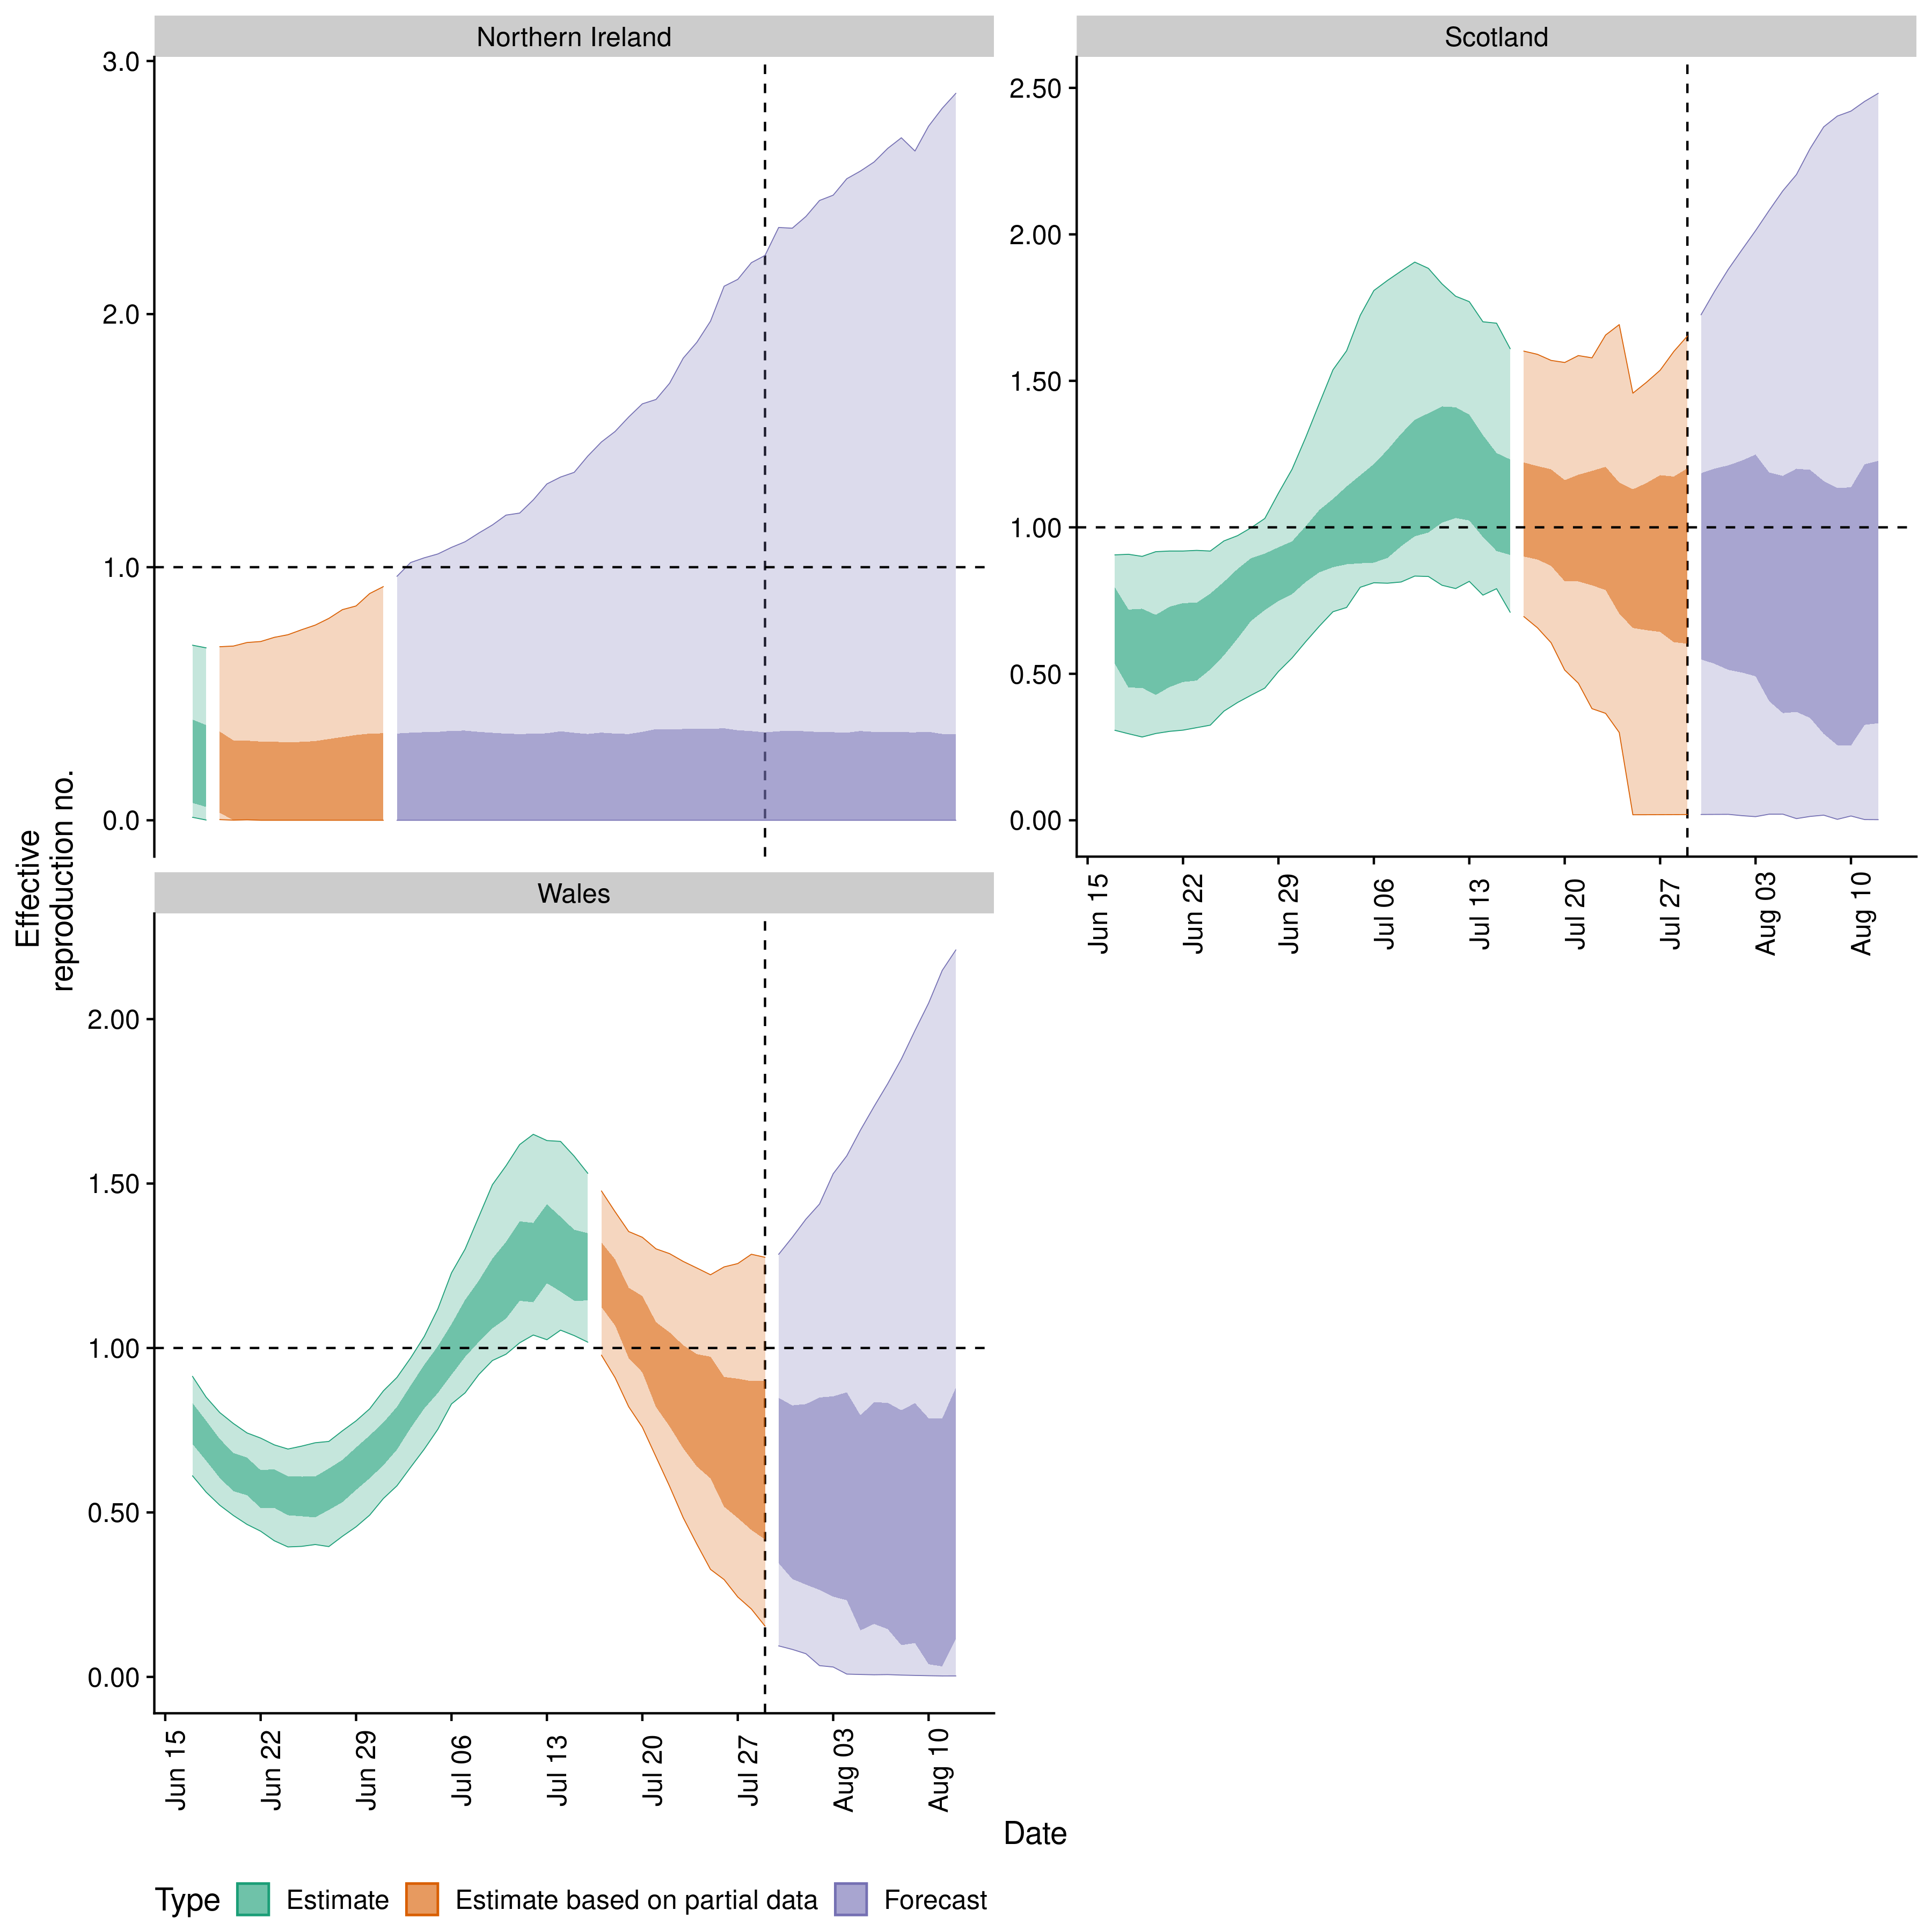 Northern Ireland
3.0
2.0
1.0
0.0
Scotland
2.50
2.00
1.50
1.00
0.50
0.00
Jun 15
Jun 22
Jun 29
Jul 06
Jul 13
Jul 20
Jul 27
Aug 03
Aug 10
Effective
reproduction no.
Wales
2.00
1.50
1.00
0.50
0.00
Jun 15
Jun 22
Jun 29
Jul 06
Jul 13
Jul 20
Jul 27
Aug 03
Aug 10
Date
Type Estimate Estimate based on partial data Forecast